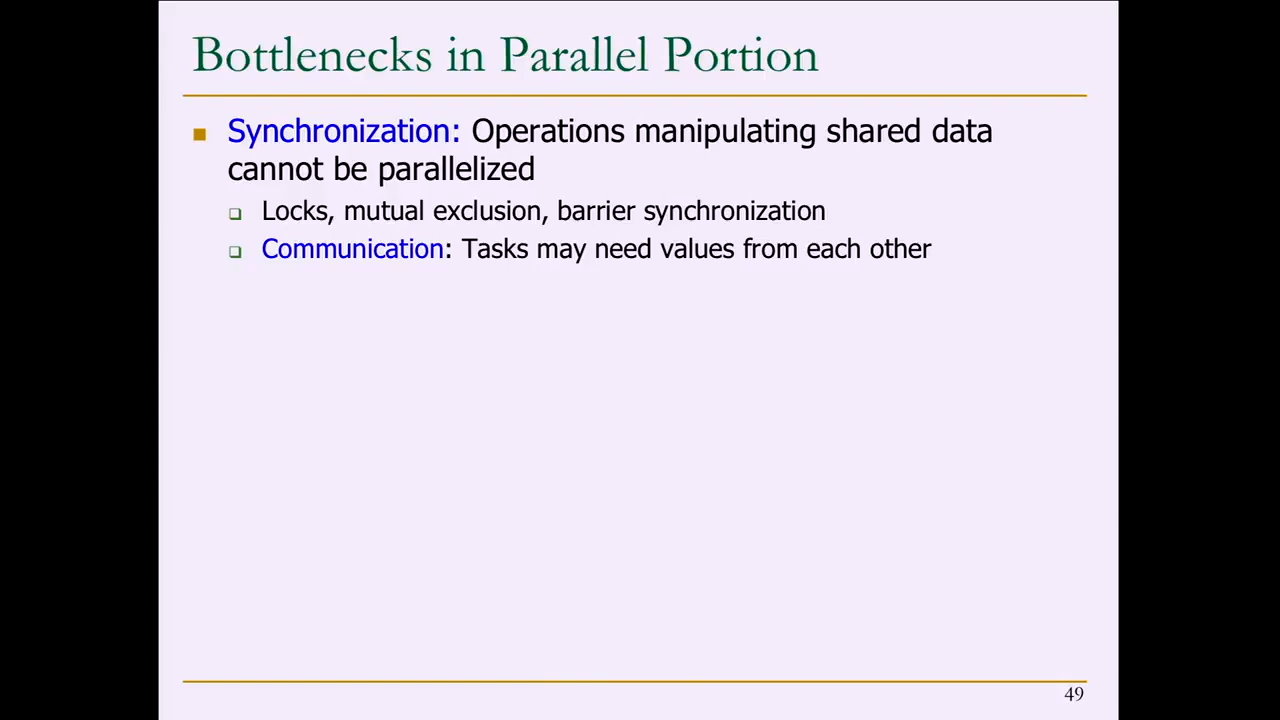 Bottlenecks in Parallel Portion
Synchronization: Operations manipulating shared data
cannot be parallelized
Locks, mutual exclusion, barrier synchronization
Communication: Tasks may need values from each other
49